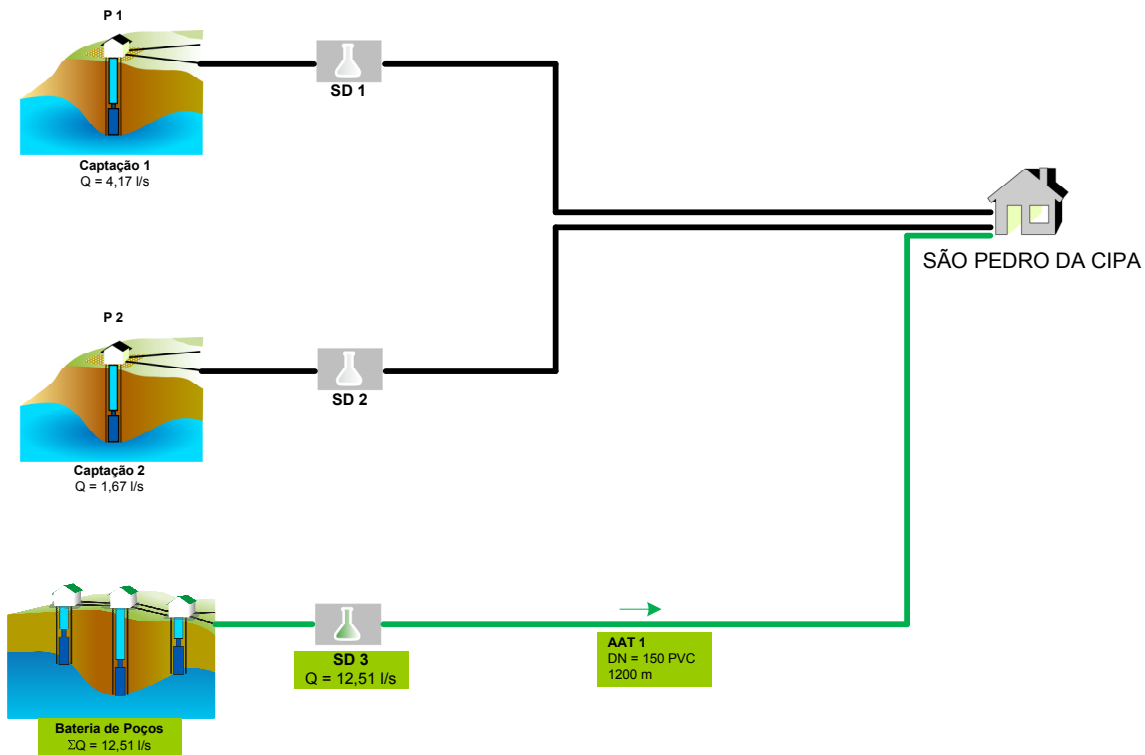 P 1
SD 1
Captação 1
Q = 4,17 l/s
SÃO PEDRO DA CIPA
P 2
SD 2
Captação 2
Q = 1,67 l/s
SD 3
Q = 12,51 l/s
AAT 1
DN = 150 PVC
1200 m
Bateria de Poços
ΣQ = 12,51 l/s